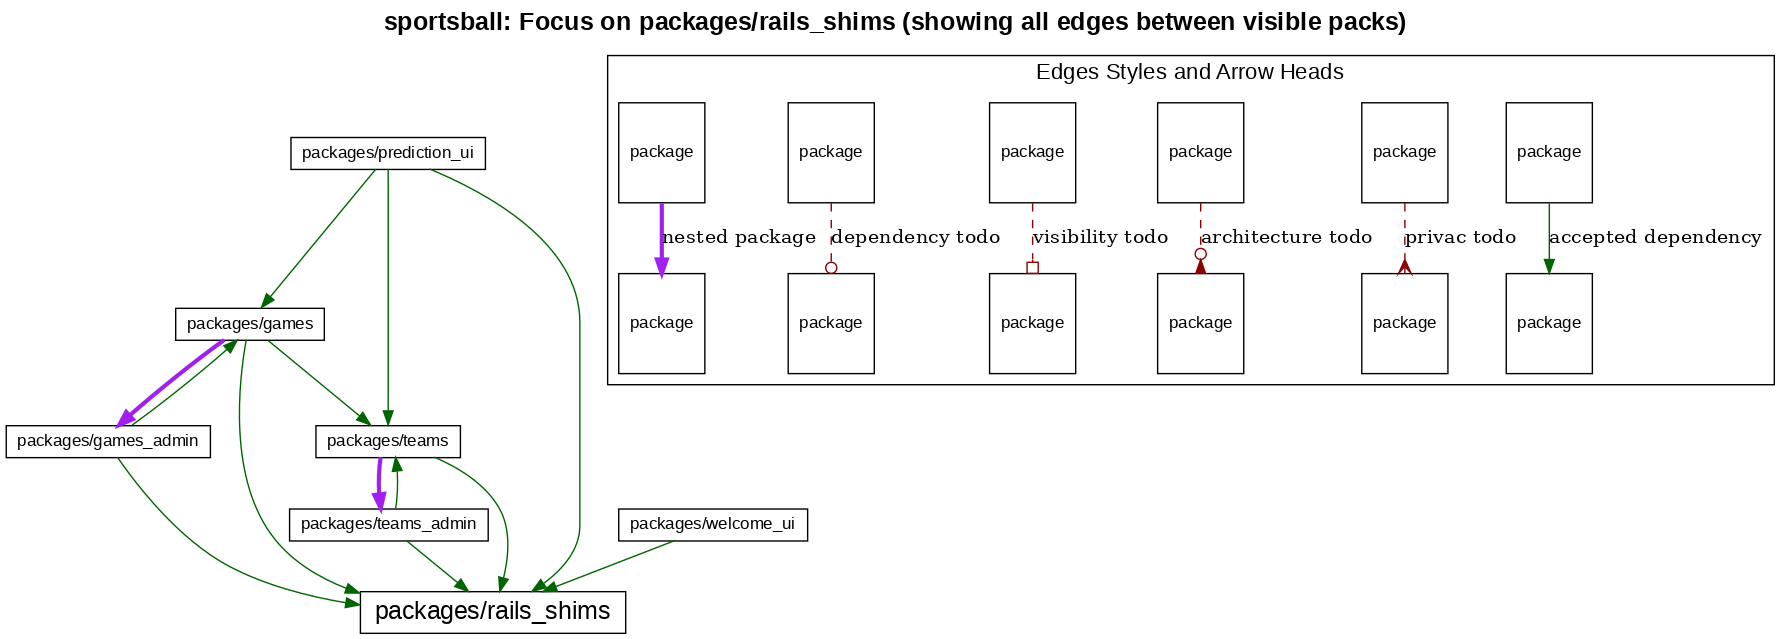 sportsball: Focus on packages/rails_shims (showing all edges between visible packs)
Edges Styles and Arrow Heads
package package package package package package
nested package dependency todo visibility todo architecture todo privac todo accepted dependency
package package package package package package
packages/prediction_ui
packages/games
packages/games_admin
packages/teams
packages/teams_admin
packages/welcome_ui
packages/rails_shims